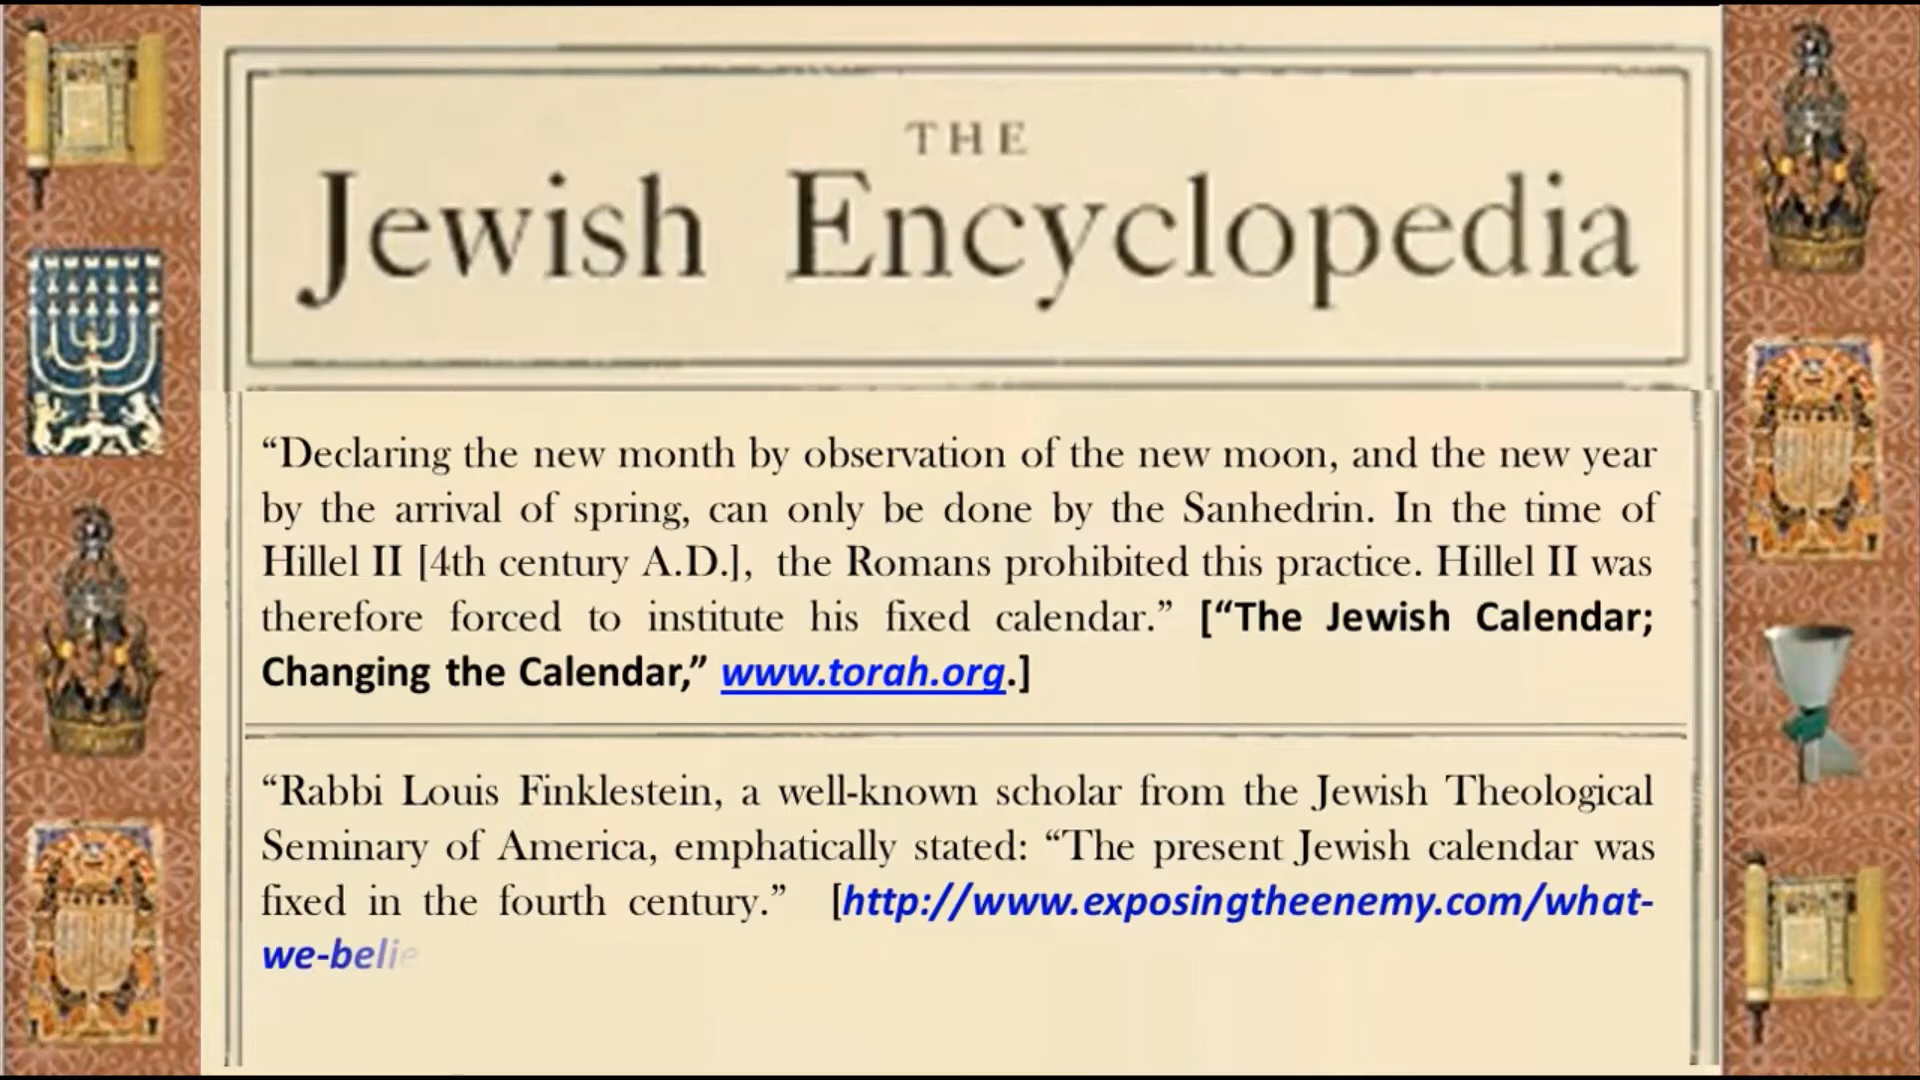 THE
Jewish Encyclopedia
“Declaring the new month by observation of the new moon, and the new year
by the arrival of spring, can only be done by the Sanhedrin. In the time of
Hillel II [4th century A.D.], the Romans prohibited this practice. Hillel II was
therefore forced to institute his fixed calendar.” [“The Jewish Calendar;
Changing the Calendar,” www.torah.org.]
“Rabbi Louis Finklestein, a well-known scholar from the Jewish Theological
Seminary of America, emphatically stated: “The present Jewish calendar was
fixed in the fourth century.” [http://www.exposingtheenemy.com/what-
we-belie